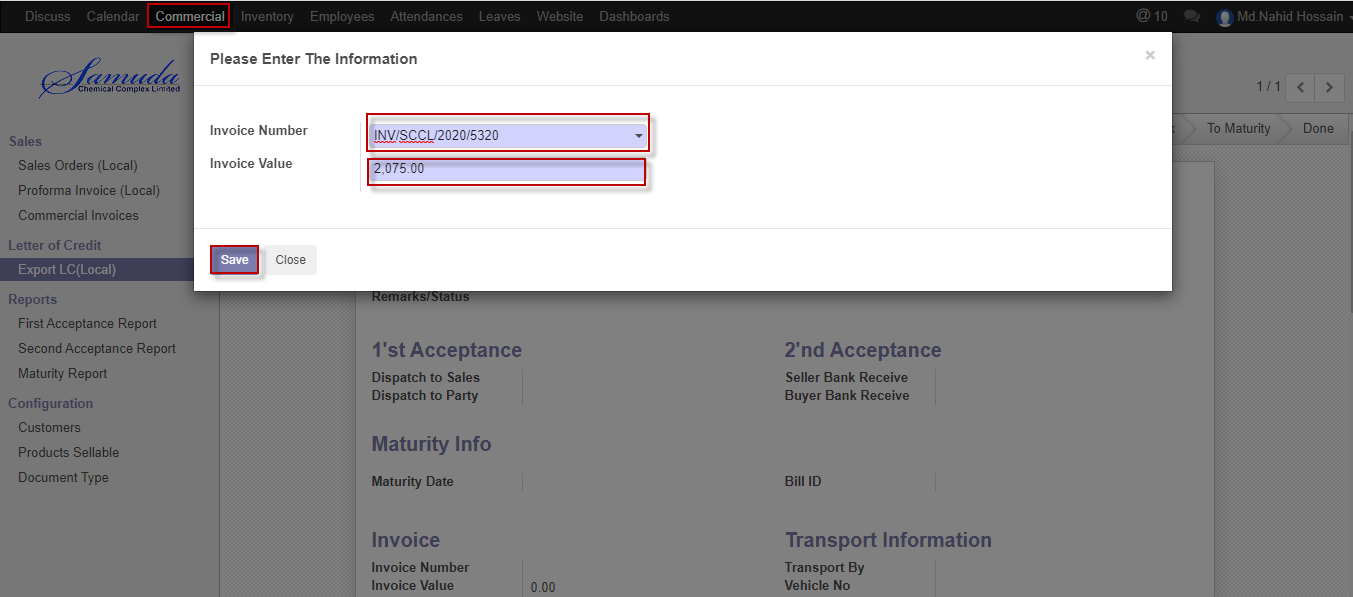 Discuss Calendar Commercial Inventory Employees Attendances Leaves Website Dashboards @ 10 Md.Nahid Hossain
Please Enter The Information ×
Samuda
Chemical Complex Limited
1 / 1
Invoice Number INV/SCCL/2020/5320
To Maturity Done
Invoice Value 2,075.00
Sales
Sales Orders (Local)
Proforma Invoice (Local)
Commercial Invoices
Letter of Credit
Save Close
Export LC(Local)
Remarks/Status
Reports
First Acceptance Report
Second Acceptance Report
Maturity Report
Configuration
Customers
Products Sellable
Document Type
1'st Acceptance 2'nd Acceptance
Dispatch to Sales Seller Bank Receive
Dispatch to Party Buyer Bank Receive
Maturity Info
Maturity Date Bill ID
Invoice Transport Information
Invoice Number Transport By
Invoice Value 0.00 Vehicle No